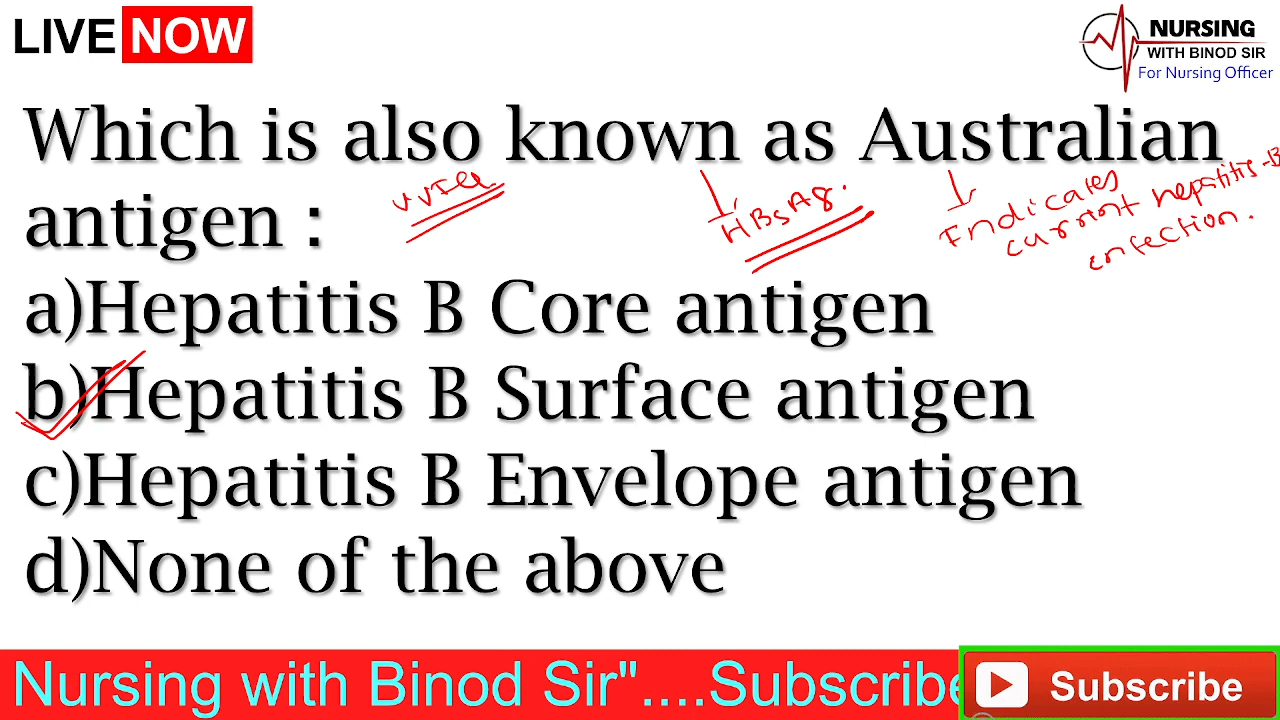 LIVE NOW
NURSING
WITH BINOD SIR
For Nursing Officer
Which is also known as Australian
antigen :
HBsAg.
Indicates
current hepatitis-B
infection.
a)Hepatitis B Core antigen
b)Hepatitis B Surface antigen
c)Hepatitis B Envelope antigen
d)None of the above
Nursing with Binod Sir"....Subscribe
Subscribe